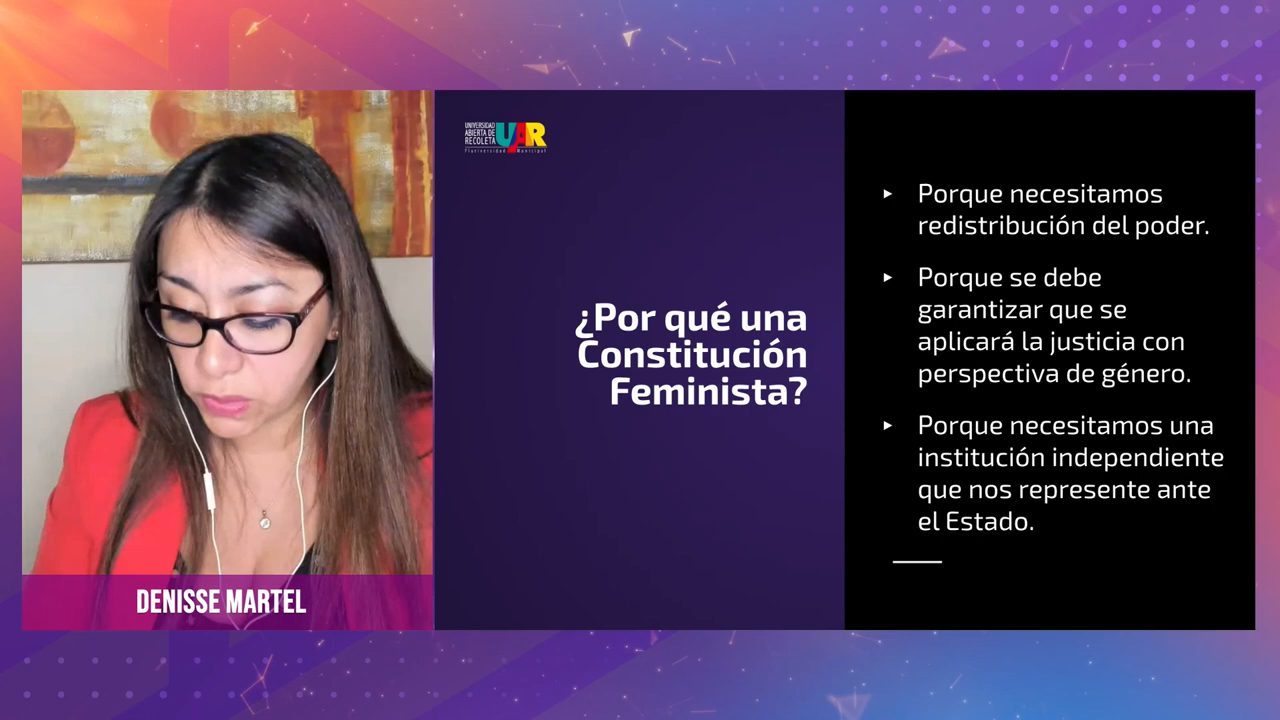 DENISSE MARTEL
UNIVERSIDAD
ABIERTA DE
RECOLETA
UAR
Pluriversidad Municipal
¿Por qué una
Constitución
Feminista?
Porque necesitamos
redistribución del poder.
Porque se debe
garantizar que se
aplicará la justicia con
perspectiva de género.
Porque necesitamos una
institución independiente
que nos represente ante
el Estado.